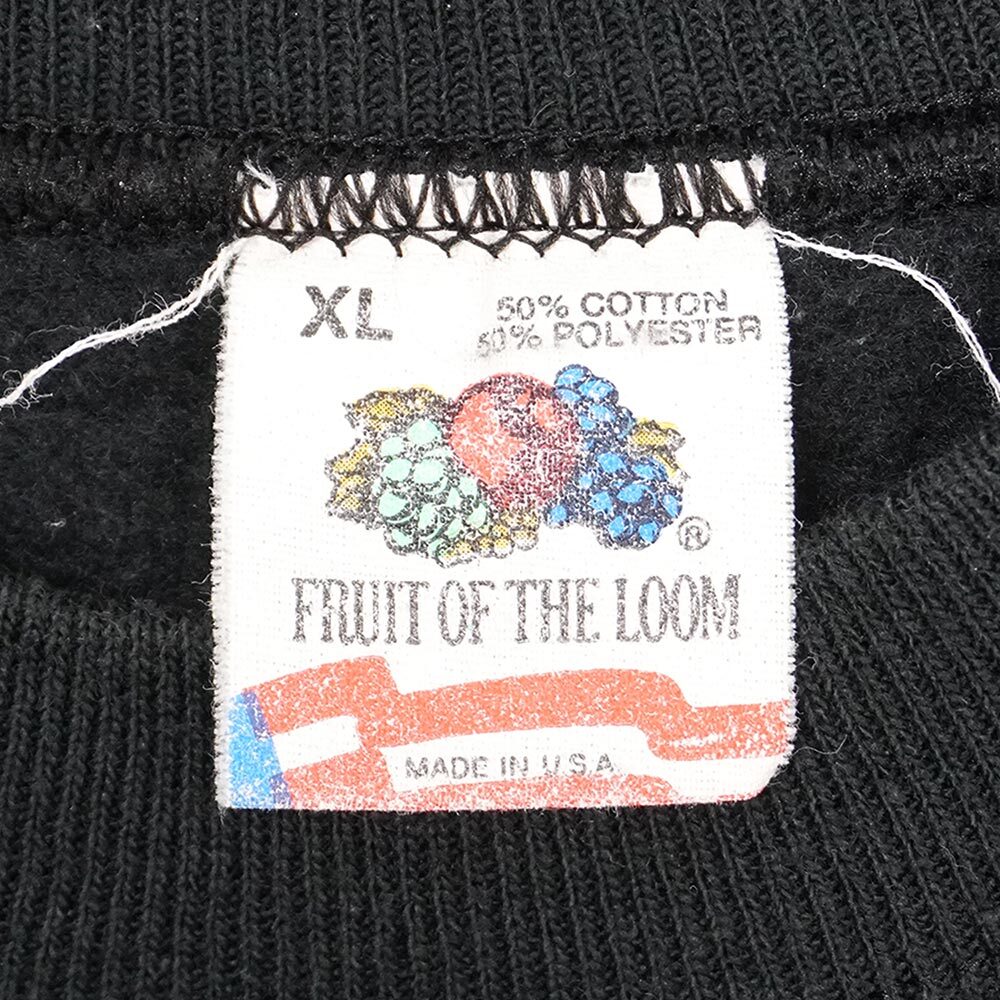 XL
50% COTTON
50% POLYESTER
®
FRUIT OF THE LOOM
MADE IN U.S.A.